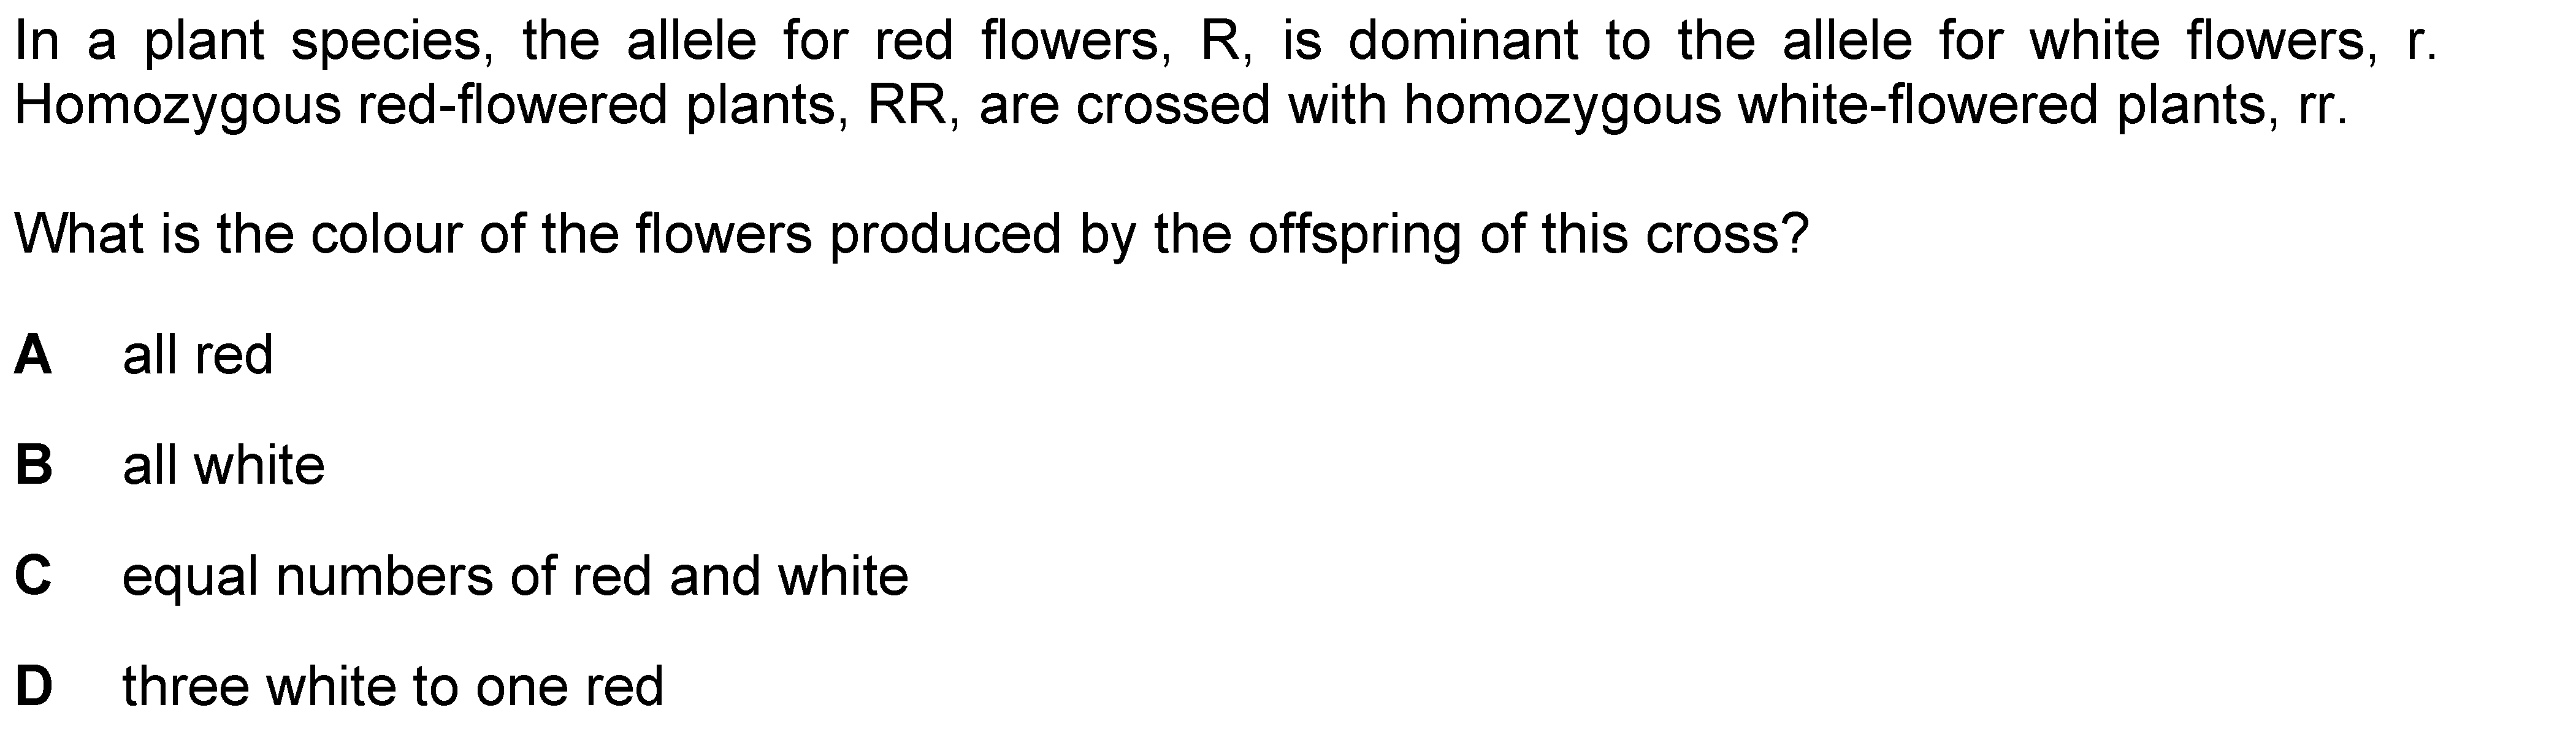 In a plant species, the allele for red flowers, R, is dominant to the allele for white flowers, r.
Homozygous red-flowered plants, RR, are crossed with homozygous white-flowered plants, rr.
What is the colour of the flowers produced by the offspring of this cross?
A all red
B all white
C equal numbers of red and white
D three white to one red